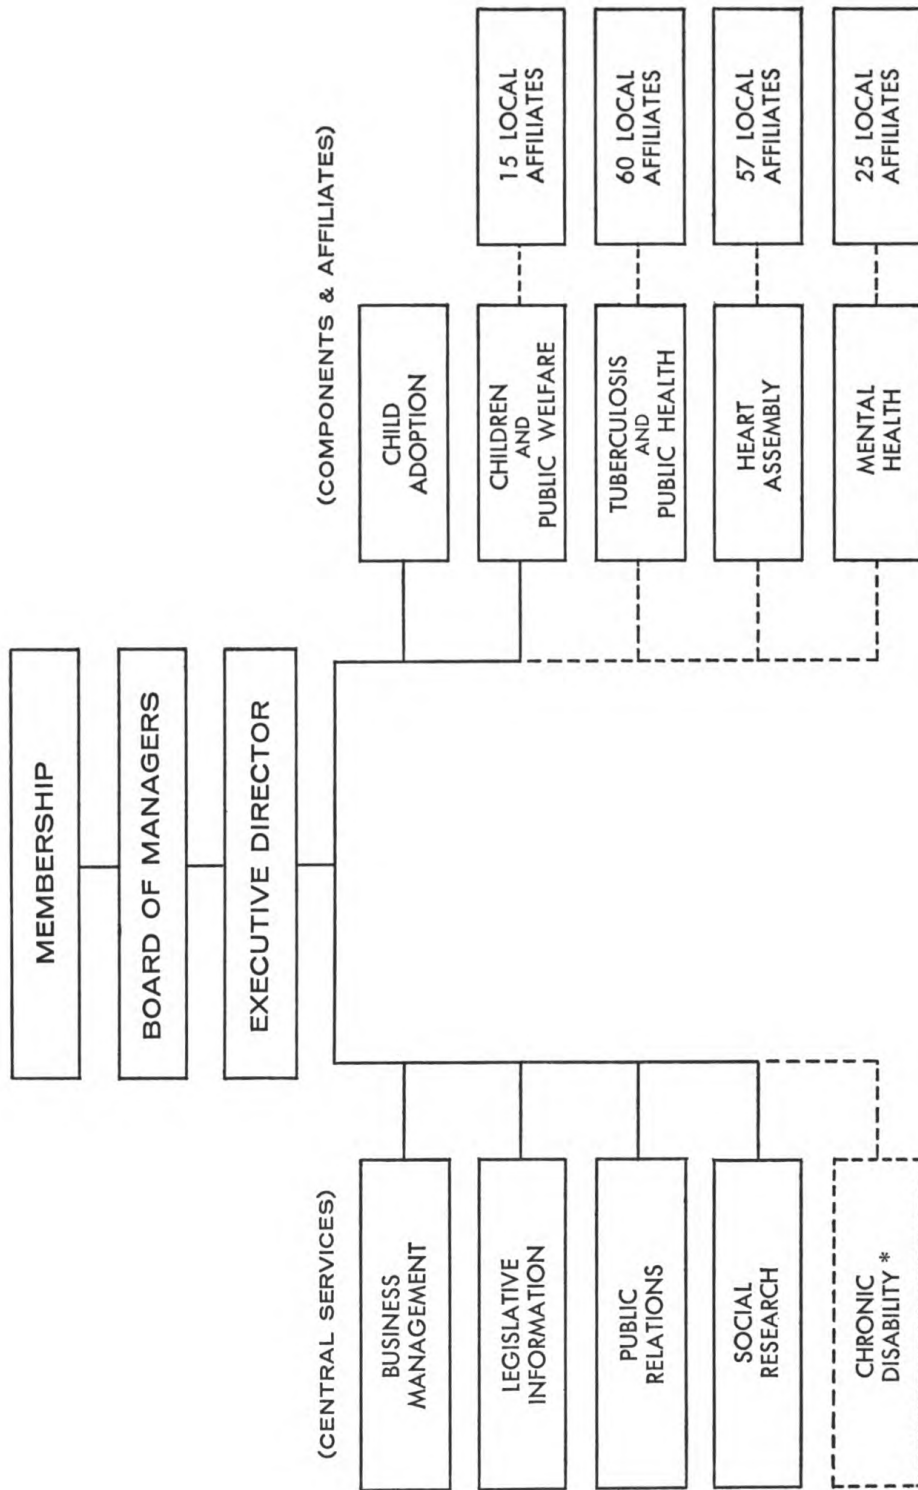 MEMBERSHIP
BOARD OF MANAGERS
EXECUTIVE DIRECTOR
(CENTRAL SERVICES)
BUSINESS
MANAGEMENT
LEGISLATIVE
INFORMATION
PUBLIC
RELATIONS
SOCIAL
RESEARCH
CHRONIC
DISABILITY *
(COMPONENTS & AFFILIATES)
CHILD
ADOPTION
CHILDREN
AND
PUBLIC WELFARE
15 LOCAL
AFFILIATES
TUBERCULOSIS
AND
PUBLIC HEALTH
60 LOCAL
AFFILIATES
HEART
ASSEMBLY
57 LOCAL
AFFILIATES
MENTAL
HEALTH
25 LOCAL
AFFILIATES